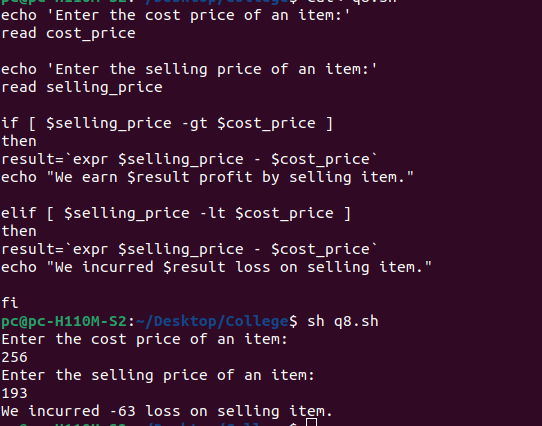 echo 'Enter the cost price of an item:'
read cost_price

echo 'Enter the selling price of an item:'
read selling_price

if [ $selling_price -gt $cost_price ]
then
result=`expr $selling_price - $cost_price`
echo "We earn $result profit by selling item."

elif [ $selling_price -lt $cost_price ]
then
result=`expr $selling_price - $cost_price`
echo "We incurred $result loss on selling item."

fi
pc@pc-H110M-S2:~/Desktop/College$ sh q8.sh
Enter the cost price of an item:
256
Enter the selling price of an item:
193
We incurred -63 loss on selling item.